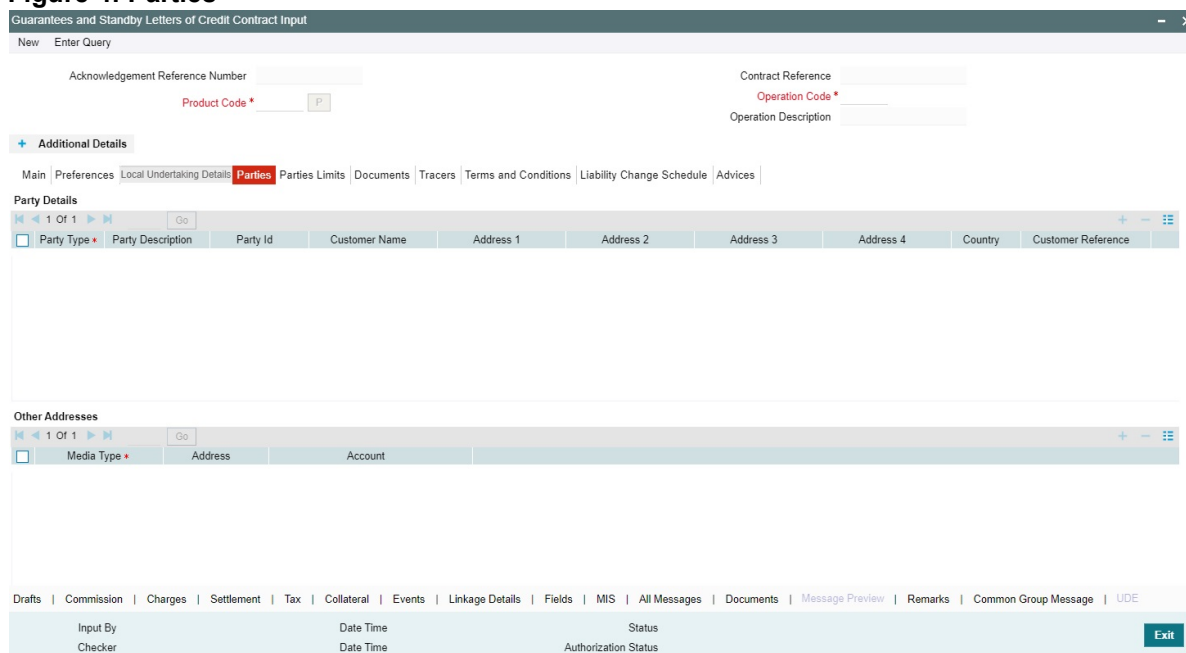 Guarantees and Standby Letters of Credit Contract Input
New Enter Query
Acknowledgement Reference Number Contract Reference
Product Code * P Operation Code *
Operation Description
+ Additional Details
Main Preferences Local Undertaking Details Parties Parties Limits Documents Tracers Terms and Conditions Liability Change Schedule Advices
Party Details
1 Of 1 Go
Party Type * Party Description Party Id Customer Name Address 1 Address 2 Address 3 Address 4 Country Customer Reference
Other Addresses
1 Of 1 Go
Media Type * Address Account
Drafts | Commission | Charges | Settlement | Tax | Collateral | Events | Linkage Details | Fields | MIS | All Messages | Documents | Message Preview | Remarks | Common Group Message | UDE
Input By Date Time Status
Checker Date Time Authorization Status
Exit